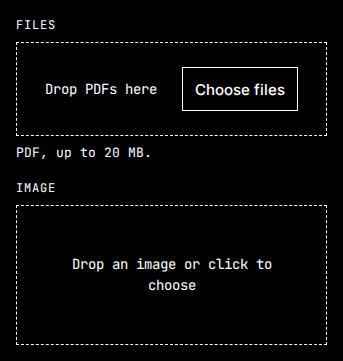 FILES
Drop PDFs here
Choose files
PDF, up to 20 MB.
IMAGE
Drop an image or click to
choose